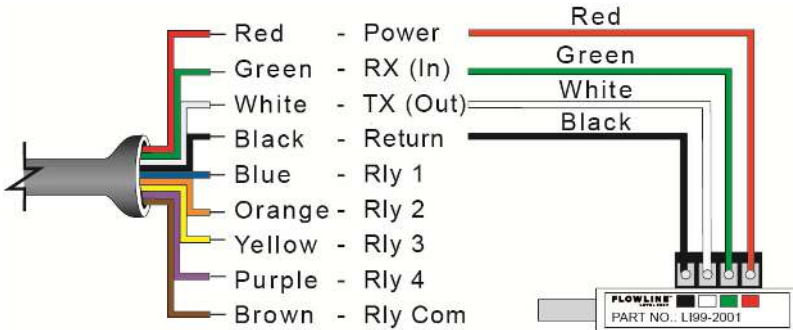 Red - Power Red
Green - RX (In) Green
White - TX (Out) White
Black - Return Black
Blue - Rly 1
Orange - Rly 2
Yellow - Rly 3
Purple - Rly 4
Brown - Rly Com
FLOWLINE
PART NO.: LI99-2001